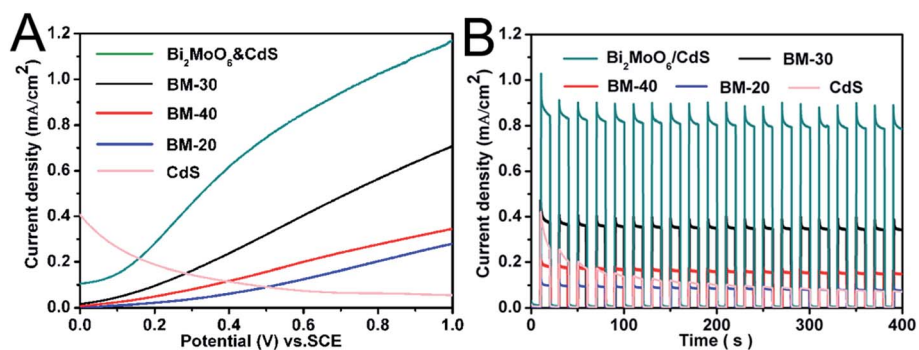 A
Current density (mA/cm²)
1.2
1.0
0.8
0.6
0.4
0.2
0.0
Bi₂MoO₆&CdS
BM-30
BM-40
BM-20
CdS
0.0 0.2 0.4 0.6 0.8 1.0
Potential (V) vs.SCE
B
Current density (mA/cm²)
1.2
1.0
0.8
0.6
0.4
0.2
0.0
Bi₂MoO₆/CdS BM-30
BM-40 BM-20 CdS
0 100 200 300 400
Time ( s )